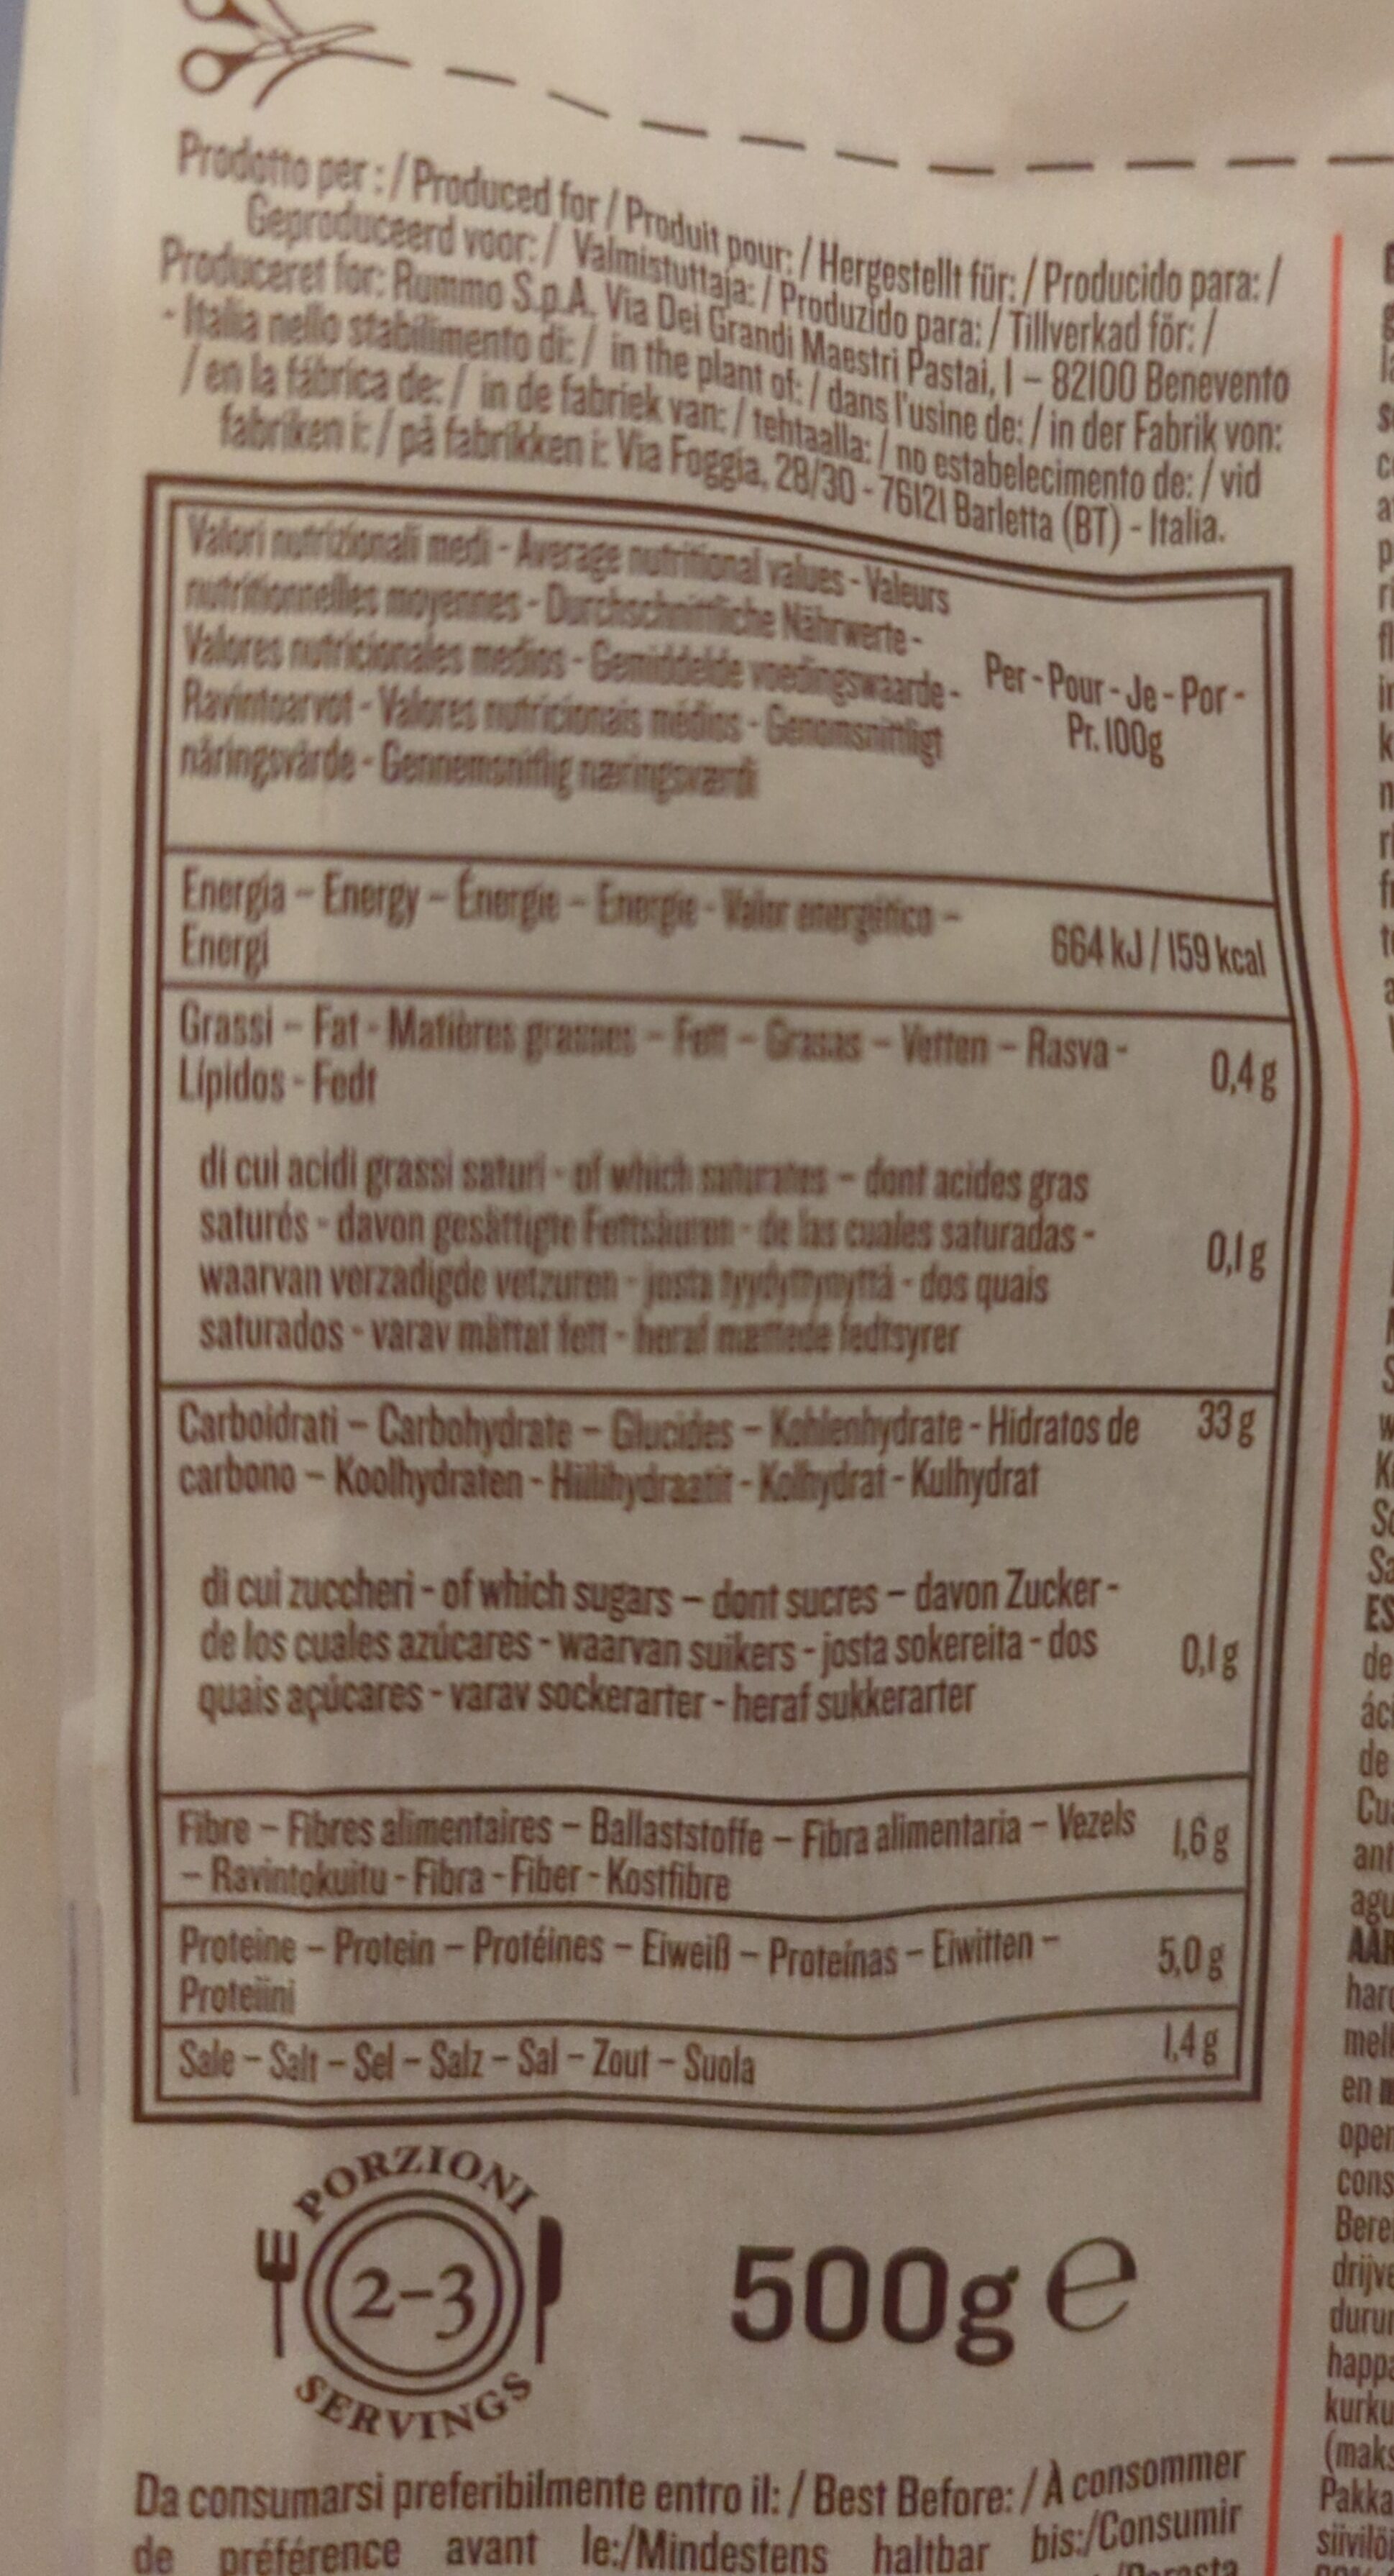 Prodotto per : / Produced for / Produit pour: / Hergestellt für: / Producido para: /
Geproduceerd voor: / Valmistuttaja: / Produzido para: / Tillverkad för: /
Produceret for: Rummo S.p.A. Via Dei Grandi Maestri Pastai, I – 82100 Benevento
- Italia nello stabilimento di: / in the plant of: / dans l'usine de: / in der Fabrik von:
/ en la fábrica de: / in de fabriek van: / tehtaalla: / no estabelecimento de: / vid
fabriken i: / på fabrikken i: Via Foggia, 28/30 - 76121 Barletta (BT) - Italia.
Valori nutrizionali medi - Average nutritional values - Valeurs
nutritionnelles moyennes - Durchschnittliche Nährwerte -
Valores nutricionales medios - Gemiddelde voedingswaarde -
Ravintoarvot - Valores nutricionais médios - Genomsnittligt
näringsvärde - Gennemsnitlig næringsværdi
Per - Pour - Je - Por -
Pr. 100g
Energia – Energy – Énergie – Energie - Valor energético –
Energi
664 kJ / 159 kcal
Grassi – Fat - Matières grasses – Fett – Grasas – Vetten – Rasva -
Lípidos - Fedt
0,4 g
di cui acidi grassi saturi - of which saturates – dont acides gras
saturés - davon gesättigte Fettsäuren - de las cuales saturadas -
waarvan verzadigde vetzuren - josta tyydyttynyttä - dos quais
saturados - varav mättat fett - heraf mættede fedtsyrer
0,1 g
Carboidrati – Carbohydrate – Glucides – Kohlenhydrate - Hidratos de
carbono – Koolhydraten - Hiilihydraatit - Kolhydrat - Kulhydrat
33 g
di cui zuccheri - of which sugars – dont sucres – davon Zucker -
de los cuales azúcares - waarvan suikers - josta sokereita - dos
quais açúcares - varav sockerarter - heraf sukkerarter
0,1 g
Fibre – Fibres alimentaires – Ballaststoffe – Fibra alimentaria – Vezels
– Ravintokuitu - Fibra - Fiber - Kostfibre
1,6 g
Proteine – Protein – Protéines – Eiweiß – Proteínas – Eiwitten –
Proteiini
5,0 g
Sale – Salt – Sel – Salz – Sal – Zout – Suola
1,4 g
PORZIONI
2-3
SERVINGS
500g e
Da consumarsi preferibilmente entro il: / Best Before: / À consommer
de préférence avant le:/Mindestens haltbar bis:/Consumir